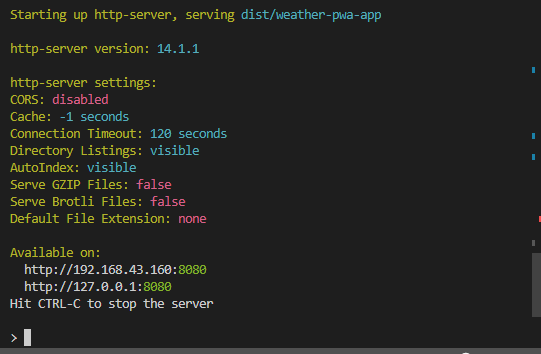 Starting up http-server, serving dist/weather-pwa-app
http-server version: 14.1.1
http-server settings:
CORS: disabled
Cache: -1 seconds
Connection Timeout: 120 seconds
Directory Listings: visible
AutoIndex: visible
Serve GZIP Files: false
Serve Brotli Files: false
Default File Extension: none
Available on:
http://192.168.43.160:8080
http://127.0.0.1:8080
Hit CTRL-C to stop the server
>